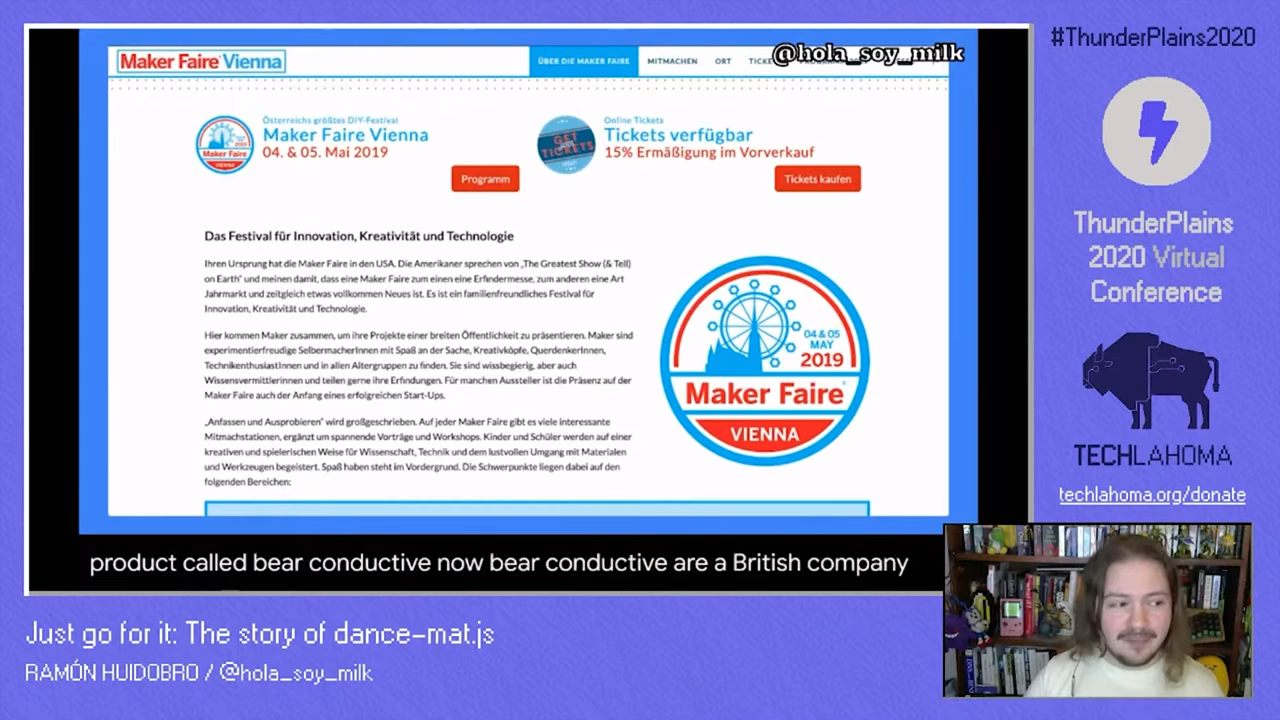 #ThunderPlains2020
@hola_soy_milk
Maker Faire Vienna
ÜBER DIE MAKER FAIRE
MITMACHEN
ORT
Österreichs größtes DIY-Festival
Maker Faire Vienna
04. & 05. Mai 2019
Programm
Maker Faire
VIENNA
Online Tickets
Tickets verfügbar
15% Ermäßigung im Vorverkauf
Tickets kaufen
GET
TICKETS
Das Festival für Innovation, Kreativität und Technologie
Ihren Ursprung hat die Maker Faire in den USA. Die Amerikaner sprechen von „The Greatest Show (& Tell)
on Earth“ und meinen damit, dass eine Maker Faire zum einen eine Erfindermesse, zum anderen eine Art
Jahrmarkt und zeitgleich etwas vollkommen Neues ist. Es ist ein familienfreundliches Festival für
Innovation, Kreativität und Technologie.
Hier kommen Maker zusammen, um ihre Projekte einer breiten Öffentlichkeit zu präsentieren. Maker sind
experimentierfreudige SelbermacherInnen mit Spaß an der Sache, Kreativköpfe, QuerdenkerInnen,
TechnikenthusiastInnen und in allen Altergruppen zu finden. Sie sind wissbegierig, aber auch
Wissensvermittlerinnen und teilen gerne ihre Erfindungen. Für manchen Aussteller ist die Präsenz auf der
Maker Faire auch der Anfang eines erfolgreichen Start-Ups.
„Anfassen und Ausprobieren“ wird großgeschrieben. Auf jeder Maker Faire gibt es viele interessante
Mitmachstationen, ergänzt um spannende Vorträge und Workshops. Kinder und Schüler werden auf einer
kreativen und spielerischen Weise für Wissenschaft, Technik und dem lustvollen Umgang mit Materialen
und Werkzeugen begeistert. Spaß haben steht im Vordergrund. Die Schwerpunkte liegen dabei auf den
folgenden Bereichen:
04 & 05
MAY
2019
Maker Faire®
VIENNA
product called bear conductive now bear conductive are a British company
ThunderPlains
2020 Virtual
Conference
TECHLAHOMA
techlahoma.org/donate
Just go for it: The story of dance-mat.js
RAMÓN HUIDOBRO / @hola_soy_milk